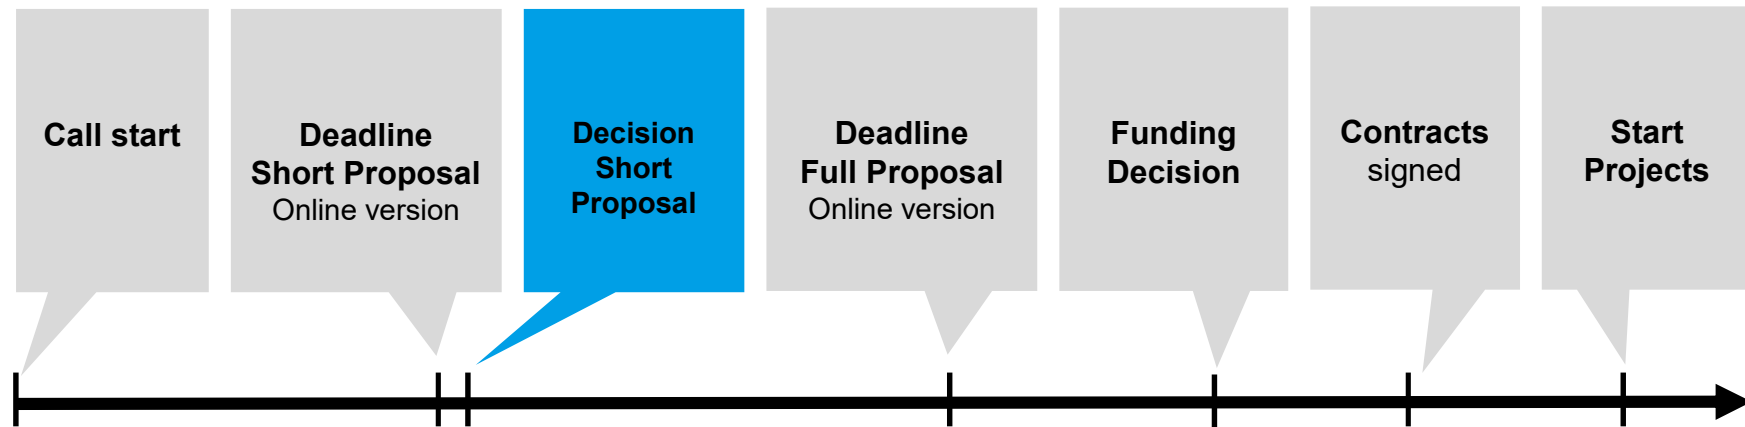 Call start
Deadline
Short Proposal
Online version
Decision
Short
Proposal
Deadline
Full Proposal
Online version
Funding
Decision
Contracts
signed
Start
Projects